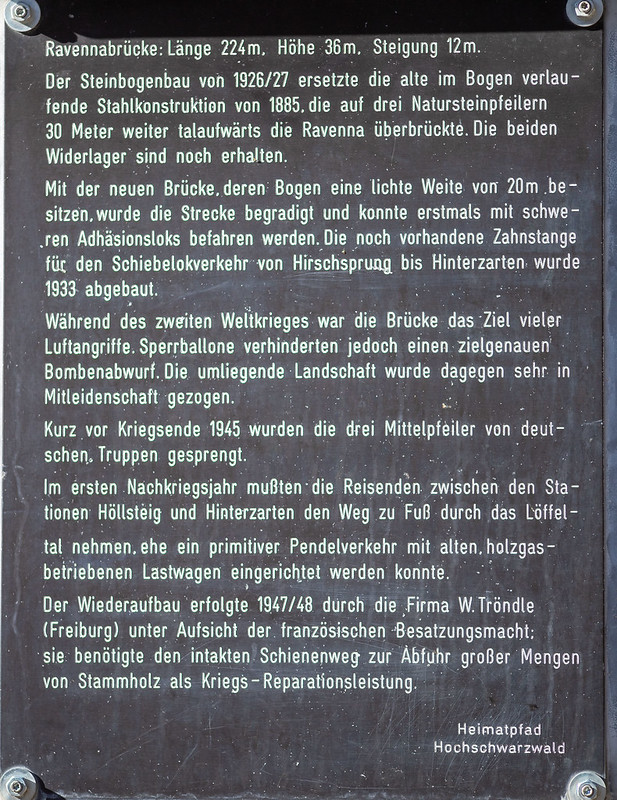 Ravennabrücke: Länge 224m, Höhe 36m, Steigung 12m.
Der Steinbogenbau von 1926/27 ersetzte die alte im Bogen verlau-
fende Stahlkonstruktion von 1885, die auf drei Natursteinpfeilern
30 Meter weiter talaufwärts die Ravenna überbrückte. Die beiden
Widerlager sind noch erhalten.
Mit der neuen Brücke, deren Bogen eine lichte Weite von 20m be-
sitzen, wurde die Strecke begradigt und konnte erstmals mit schwe-
ren Adhäsionsloks befahren werden. Die noch vorhandene Zahnstange
für den Schiebelokverkehr von Hirschsprung bis Hinterzarten wurde
1933 abgebaut.
Während des zweiten Weltkrieges war die Brücke das Ziel vieler
Luftangriffe. Sperrballone verhinderten jedoch einen zielgenauen
Bombenabwurf. Die umliegende Landschaft wurde dagegen sehr in
Mitleidenschaft gezogen.
Kurz vor Kriegsende 1945 wurden die drei Mittelpfeiler von deut-
schen, Truppen gesprengt.
Im ersten Nachkriegsjahr mußten die Reisenden zwischen den Sta-
tionen Höllsteig und Hinterzarten den Weg zu Fuß durch das Löffel-
tal nehmen, ehe ein primitiver Pendelverkehr mit alten, holzgas-
betriebenen Lastwagen eingerichtet werden konnte.
Der Wiederaufbau erfolgte 1947/48 durch die Firma W. Tröndle
(Freiburg) unter Aufsicht der französischen Besatzungsmacht;
sie benötigte den intakten Schienenweg zur Abfuhr großer Mengen
von Stammholz als Kriegs-Reparationsleistung.
Heimatpfad
Hochschwarzwald